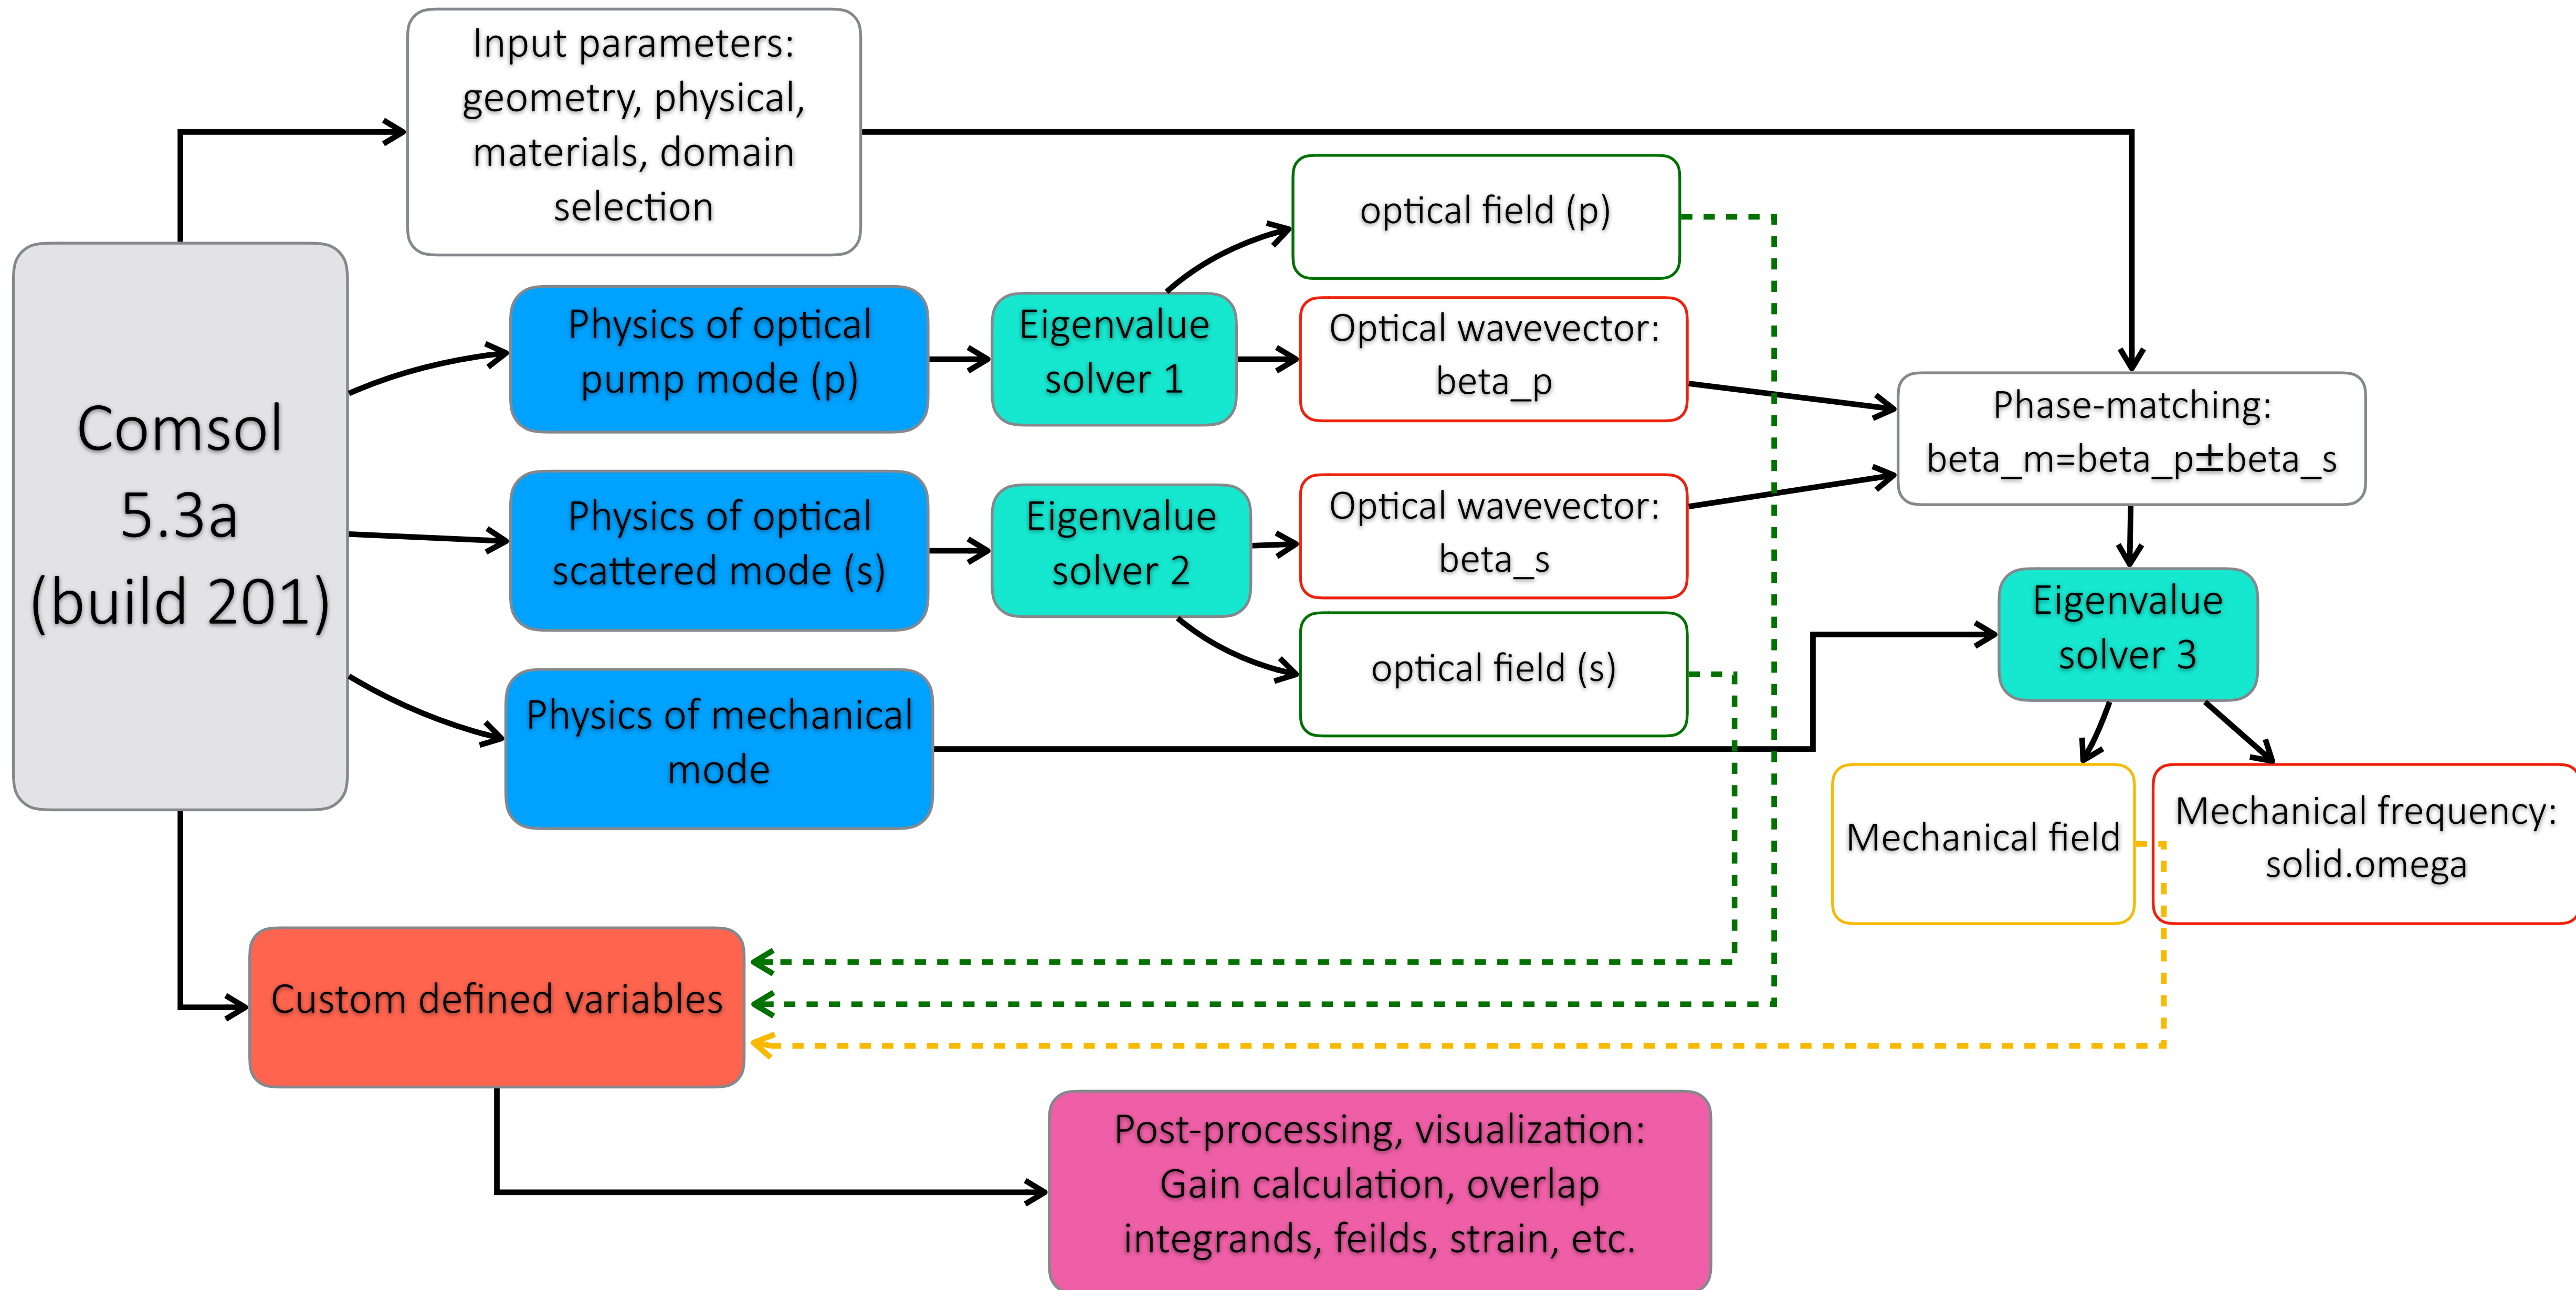 Input parameters:
geometry, physical,
materials, domain
selection
optical field (p)
Physics of optical
pump mode (p)
Eigenvalue
solver 1
Optical wavevector:
beta_p
Phase-matching:
beta_m=beta_p±beta_s
Comsol
5.3a
(build 201)
Physics of optical
scattered mode (s)
Eigenvalue
solver 2
Optical wavevector:
beta_s
Eigenvalue
solver 3
optical field (s)
Physics of mechanical
mode
Mechanical field
Mechanical frequency:
solid.omega
Custom defined variables
Post-processing, visualization:
Gain calculation, overlap
integrands, feilds, strain, etc.